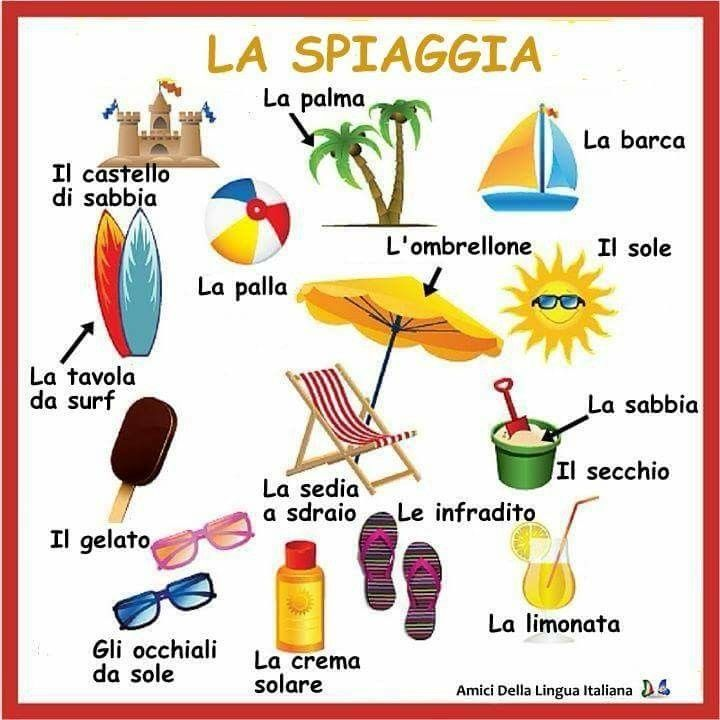 LA SPIAGGIA
La palma
La barca
Il castello
di sabbia
L'ombrellone
Il sole
La palla
La tavola
da surf
La sabbia
Il secchio
La sedia
a sdraio
Le infradito
Il gelato
La limonata
Gli occhiali
da sole
La crema
solare
Amici Della Lingua Italiana